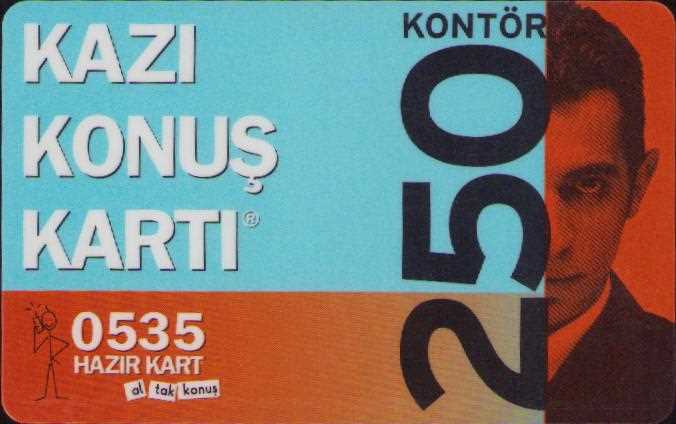 KAZI
KONUŞ
KARTI®
KONTÖR
250
0535
HAZIR KART
al tak konuş